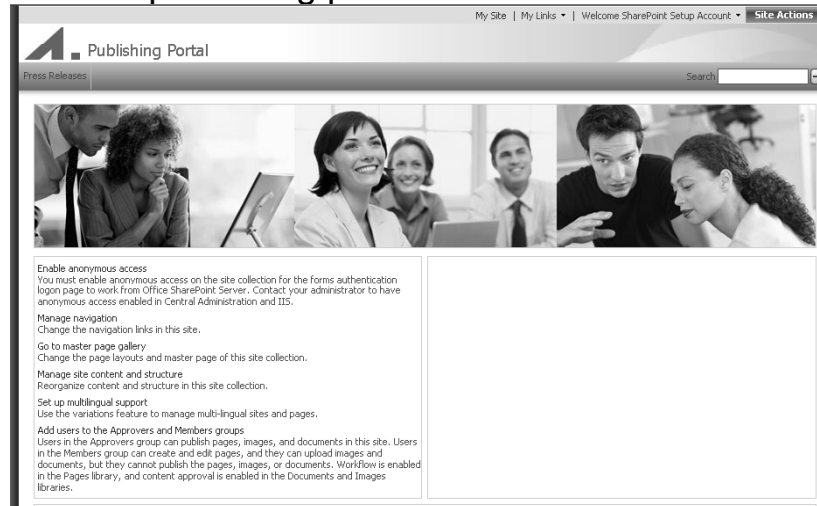 My Site | My Links ▾ | Welcome SharePoint Setup Account ▾ Site Actions
Publishing Portal
Press Releases Search
Enable anonymous access
You must enable anonymous access on the site collection for the forms authentication
logon page to work from Office SharePoint Server. Contact your administrator to have
anonymous access enabled in Central Administration and IIS.
Manage navigation
Change the navigation links in this site.
Go to master page gallery
Change the page layouts and master page of this site collection.
Manage site content and structure
Reorganize content and structure in this site collection.
Set up multilingual support
Use the variations feature to manage multi-lingual sites and pages.
Add users to the Approvers and Members groups
Users in the Approvers group can publish pages, images, and documents in this site. Users
in the Members group can create and edit pages, and they can upload images and
documents, but they cannot publish the pages, images, or documents. Workflow is enabled
in the Pages library, and content approval is enabled in the Documents and Images
libraries.